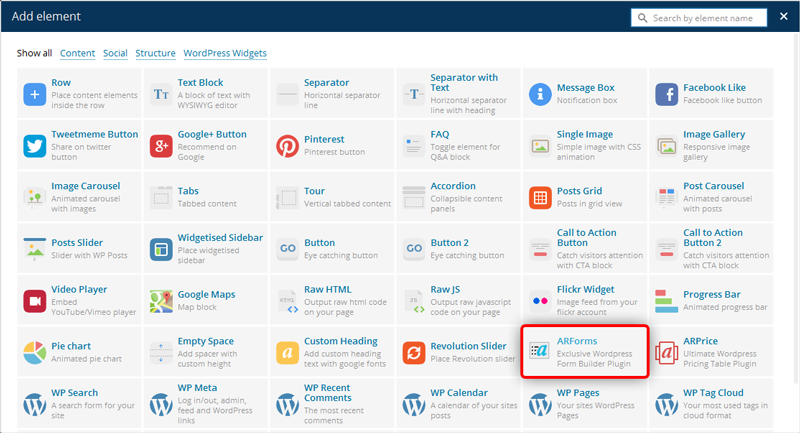 Add element
Search by element name
Show all Content Social Structure WordPress Widgets
Row
Place content elements
inside the row
Text Block
A block of text with
WYSIWYG editor
Separator
Horizontal separator
line
Separator with
Text
Horizontal separator
line with heading
Message Box
Notification box
Facebook Like
Facebook like button
Tweetmeme Button
Share on twitter
button
Google+ Button
Recommend on
Google
Pinterest
Pinterest button
FAQ
Toggle element for
Q&A block
Single Image
Simple image with CSS
animation
Image Gallery
Responsive image
gallery
Image Carousel
Animated carousel
with images
Tabs
Tabbed content
Tour
Vertical tabbed content
Accordion
Collapsible content
panels
Posts Grid
Posts in grid view
Post Carousel
Animated carousel
with posts
Posts Slider
Slider with WP Posts
Widgetised Sidebar
Place widgetised
sidebar
GO
Button
Eye catching button
GO
Button 2
Eye catching button
Call to Action
Button
Catch visitors attention
with CTA block
Call to Action
Button 2
Catch visitors attention
with CTA block
Video Player
Embed
YouTube/Vimeo player
Google Maps
Map block
HTML
Raw HTML
Output raw html code
on your page
JS
Raw JS
Output raw javascript
code on your page
Flickr Widget
Image feed from your
flickr account
Progress Bar
Animated progress bar
Pie chart
Animated pie chart
Empty Space
Add spacer with
custom height
Custom Heading
Add custom heading
text with google fonts
Revolution Slider
Place Revolution slider
ARForms
Exclusive Wordpress
Form Builder Plugin
ARPrice
Ultimate Wordpress
Pricing Table Plugin
WP Search
A search form for
your site
WP Meta
Log in/out, admin,
feed and WordPress
links
WP Recent
Comments
The most recent
comments
WP Calendar
A calendar of your sites
posts
WP Pages
Your sites WordPress
Pages
WP Tag Cloud
Your most used tags in
cloud format